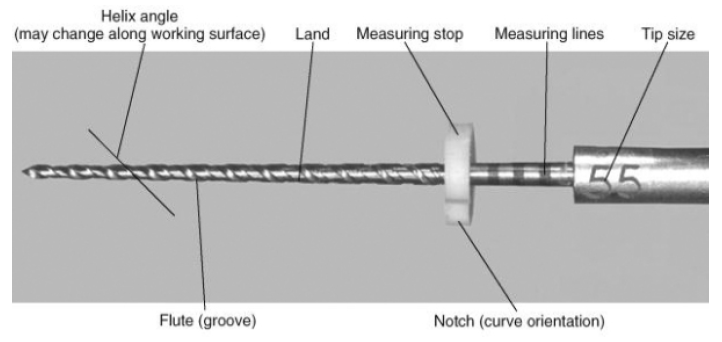 Helix angle
(may change along working surface)
Land
Measuring stop
Measuring lines
Tip size
55
Flute (groove)
Notch (curve orientation)